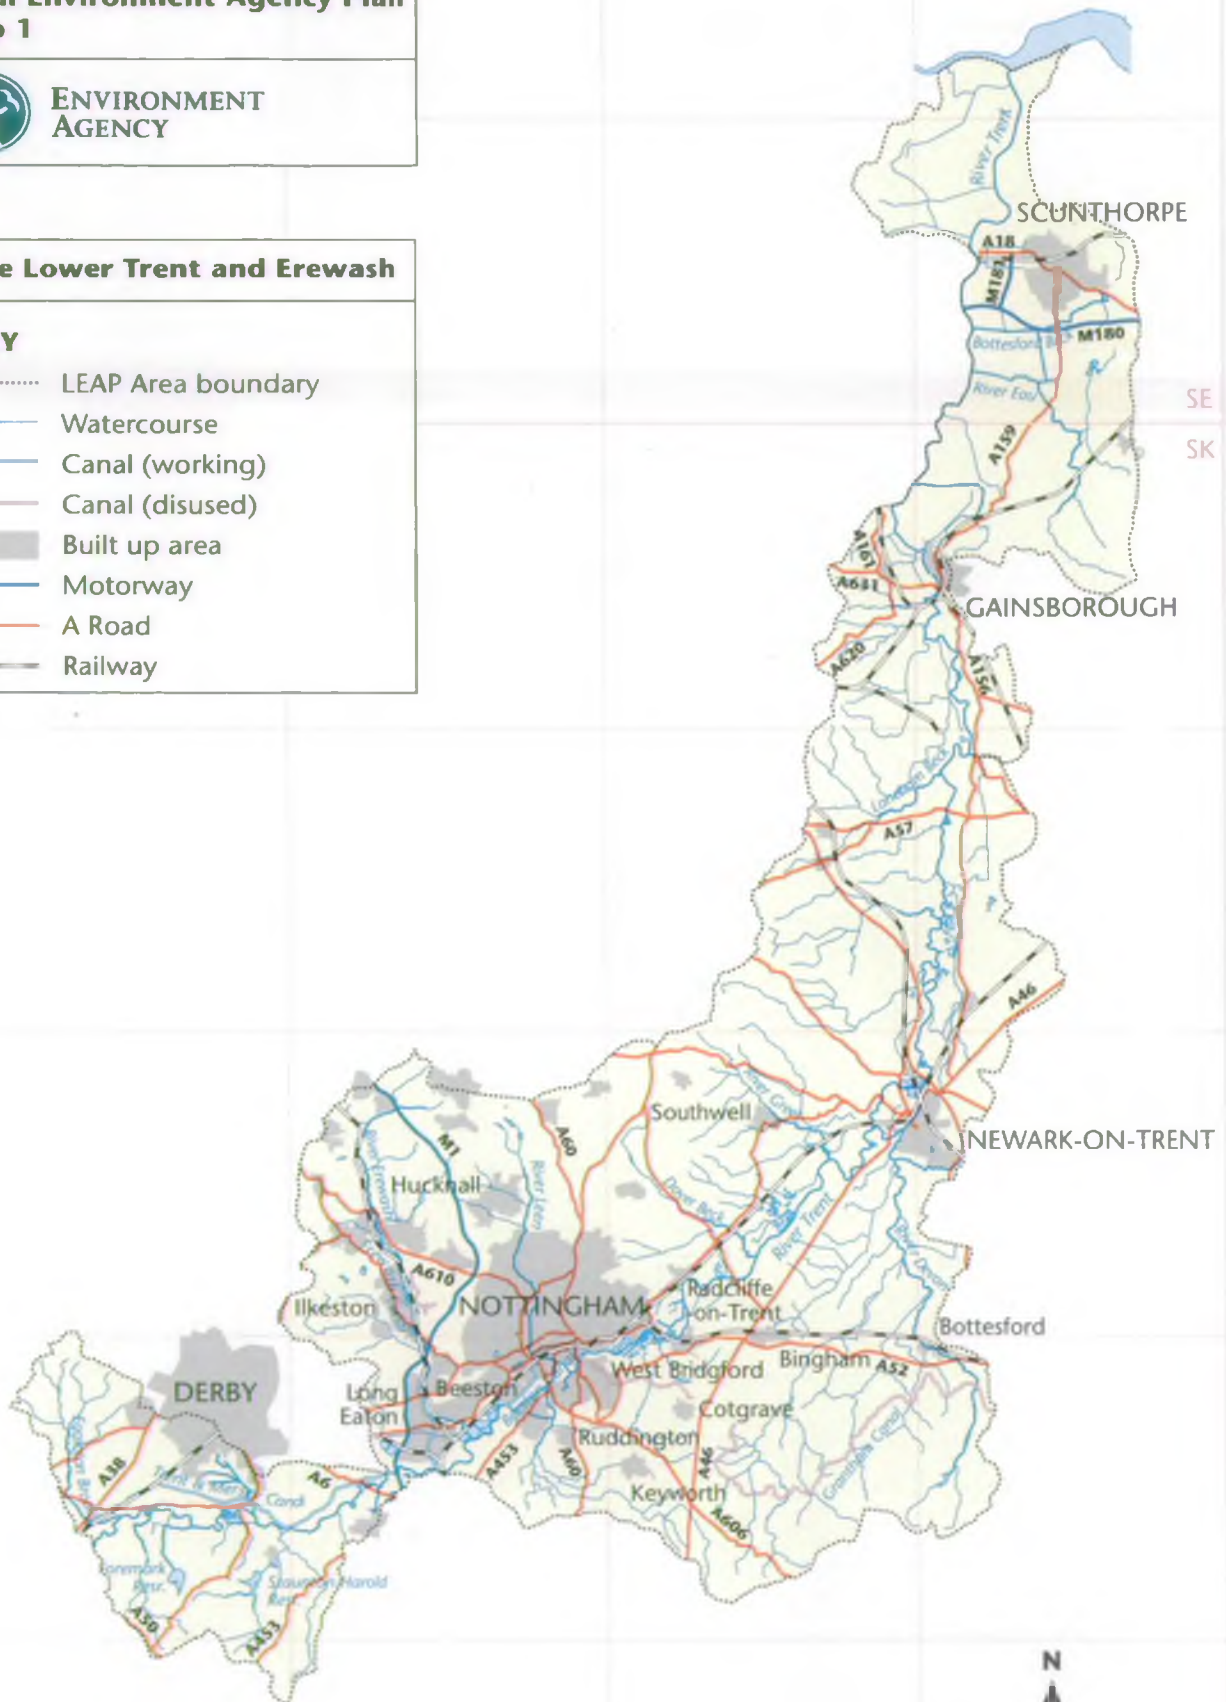 Environment Agency Plan
1
ENVIRONMENT
AGENCY
Lower Trent and Erewash
LEAP Area boundary
Watercourse
Canal (working)
Canal (disused)
Built up area
Motorway
A Road
Railway
River Trent
SCUNTHORPE
A18
M181
M180
Bottesford Beck
River Eau
SE
SK
A159
A161
A631
GAINSBOROUGH
A620
A156
Laneham Beck
A57
A46
River Greet
Southwell
NEWARK-ON-TRENT
M1
A60
River Erewash
Hucknall
River Leen
Dover Beck
River Trent
River Devon
A610
Ilkeston
NOTTINGHAM
Radcliffe
-on-Trent
Bottesford
West Bridgford
Bingham
A52
DERBY
Long
Eaton
Beeston
Cotgrave
Ruddington
A453
A60
A46
Grantham Canal
Keyworth
A606
A38
A6
Trent & Mersey
Canal
Foremark
Resr.
Staunton Harold
Resr.
A50
A453
N